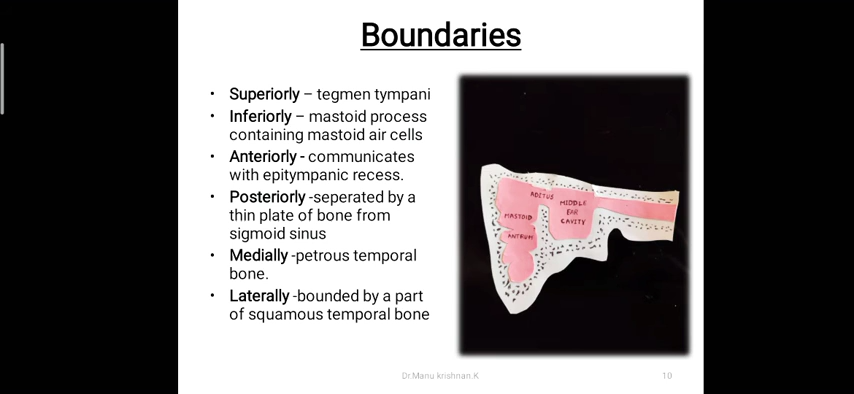 Boundaries
• Superiorly – tegmen tympani
• Inferiorly – mastoid process
containing mastoid air cells
• Anteriorly - communicates
with epitympanic recess.
• Posteriorly -seperated by a
thin plate of bone from
sigmoid sinus
• Medially -petrous temporal
bone.
• Laterally -bounded by a part
of squamous temporal bone
ADITUS
MIDDLE
EAR
CAVITY
MASTOID
ANTRUM
Dr.Manu krishnan.K
10